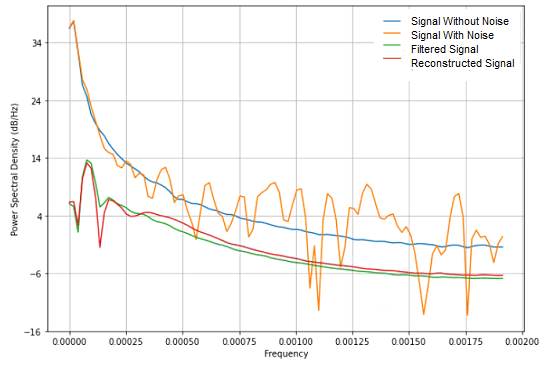 Signal Without Noise
Signal With Noise
Filtered Signal
Reconstructed Signal
Power Spectral Density (dB/Hz)
34
24
14
4
−6
−16
0.00000 0.00025 0.00050 0.00075 0.00100 0.00125 0.00150 0.00175 0.00200
Frequency